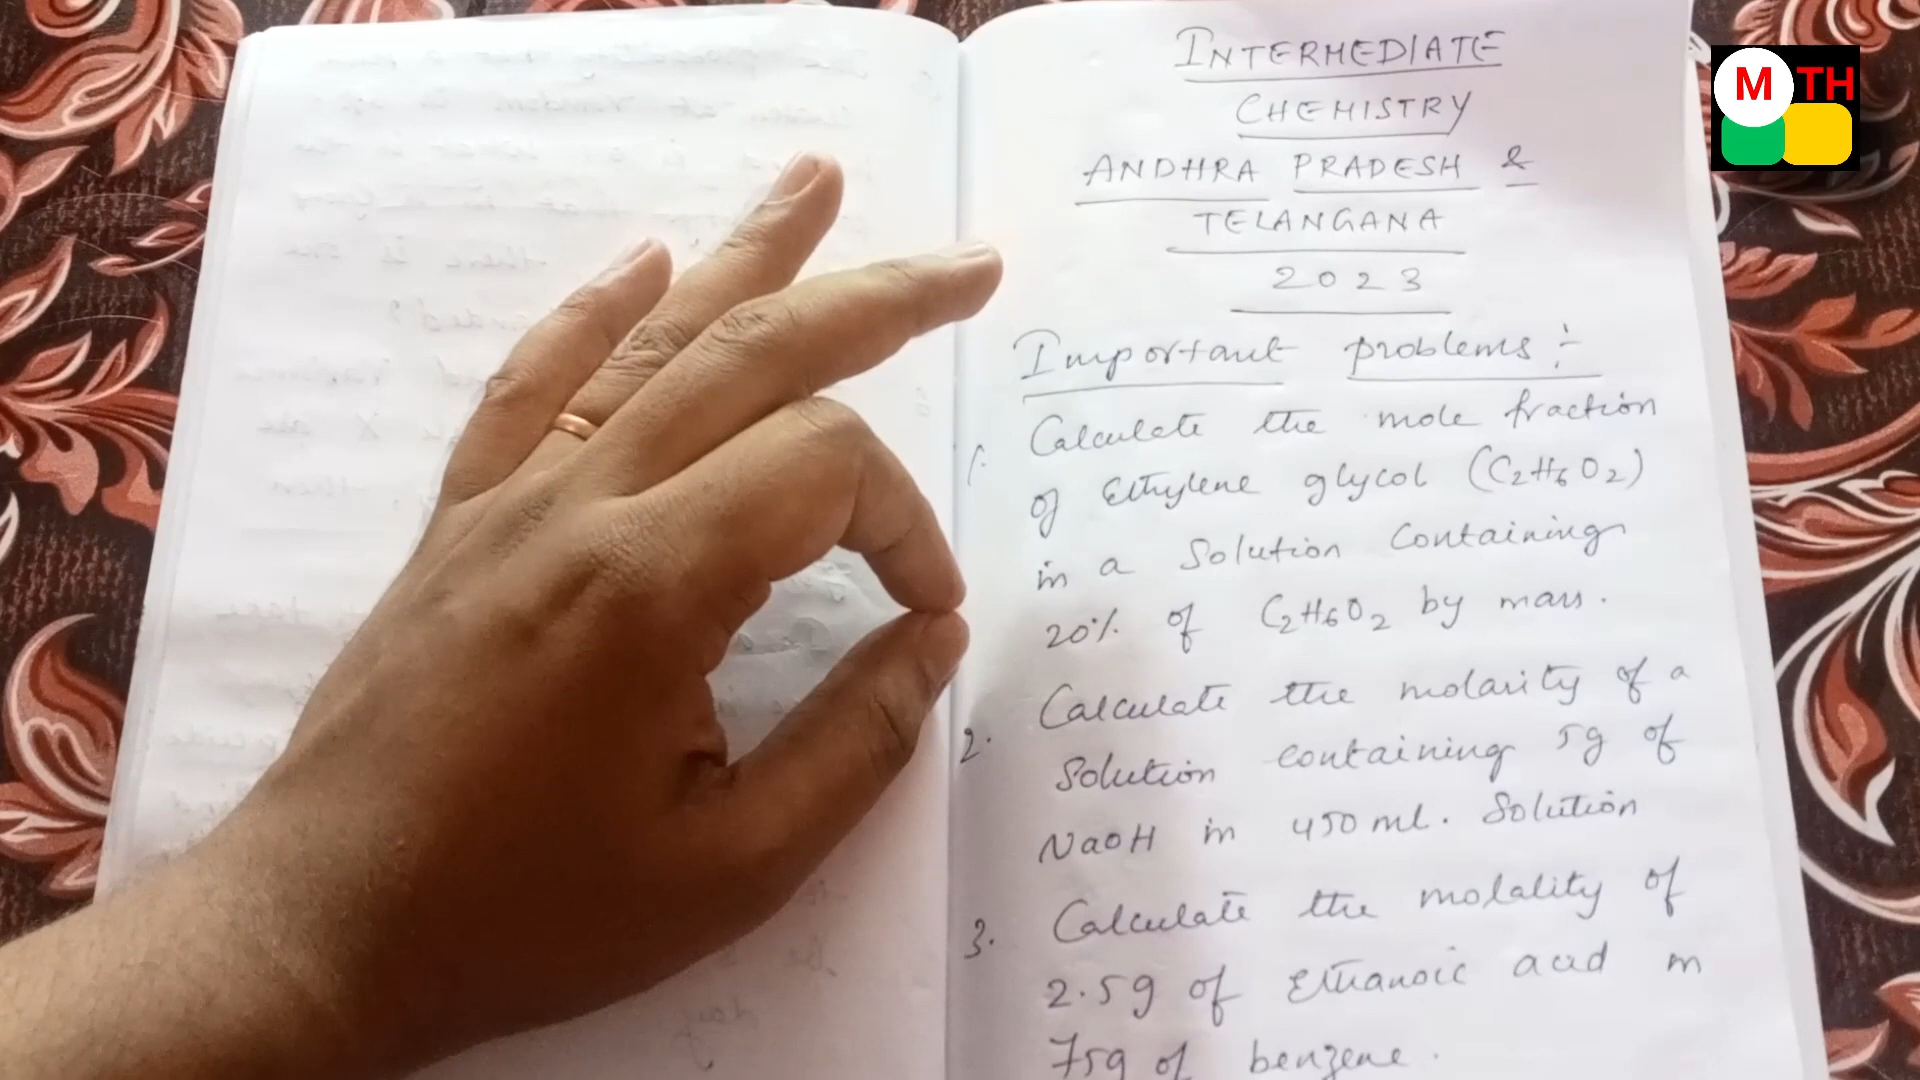 INTERMEDIATE
CHEMISTRY
ANDHRA PRADESH &
TELANGANA
2023
Important problems :-
1. Calculate the mole fraction
of Ethylene glycol (C2H6O2)
in a solution containing
20% of C2H6O2 by mass.
2. Calculate the molarity of a
solution containing 5g of
NaOH in 450 ml. solution
3. Calculate the molality of
2.5g of Ethanoic acid in
75g of benzene.
M TH